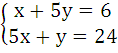 x + 5y = 6
5x + y = 24